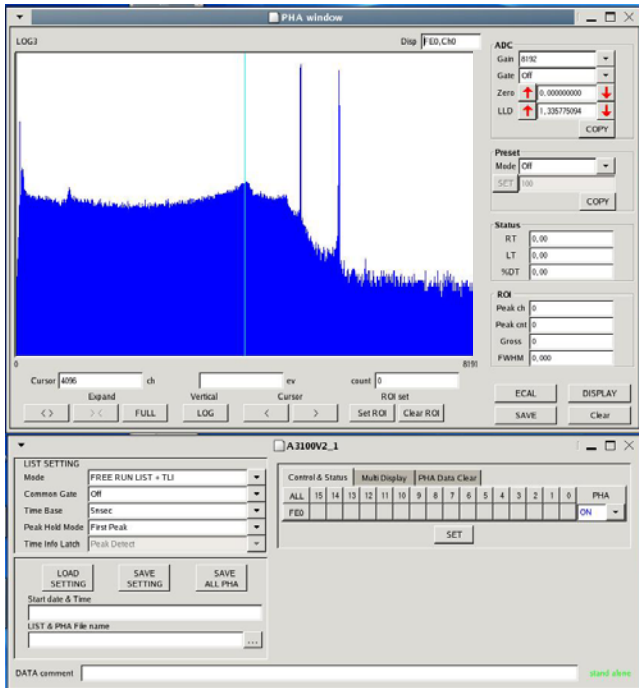 PHA window
LOG3
Disp FE0,Ch0
ADC
Gain 8192
Gate Off
Zero 0.000000000
LLD 1.335775094
COPY
Preset
Mode Off
SET 100
COPY
Status
RT 0.00
LT 0.00
%DT 0.00
ROI
Peak ch 0
Peak cnt 0
Gross 0
FWHM 0.000
0 8191
Cursor 4096 ch ev count 0
Expand Vertical Cursor ROI set
<> >< FULL LOG < > Set ROI Clear ROI
ECAL DISPLAY
SAVE Clear
A3100V2_1
LIST SETTING
Mode FREE RUN LIST + TLI
Common Gate Off
Time Base 5nsec
Peak Hold Mode First Peak
Time Info Latch Peak Detect
Control & Status Multi Display PHA Data Clear
ALL 15 14 13 12 11 10 9 8 7 6 5 4 3 2 1 0 PHA
FE0 ON
SET
LOAD SETTING SAVE SETTING SAVE ALL PHA
Start date & Time
LIST & PHA File name
...
DATA comment
stand alone